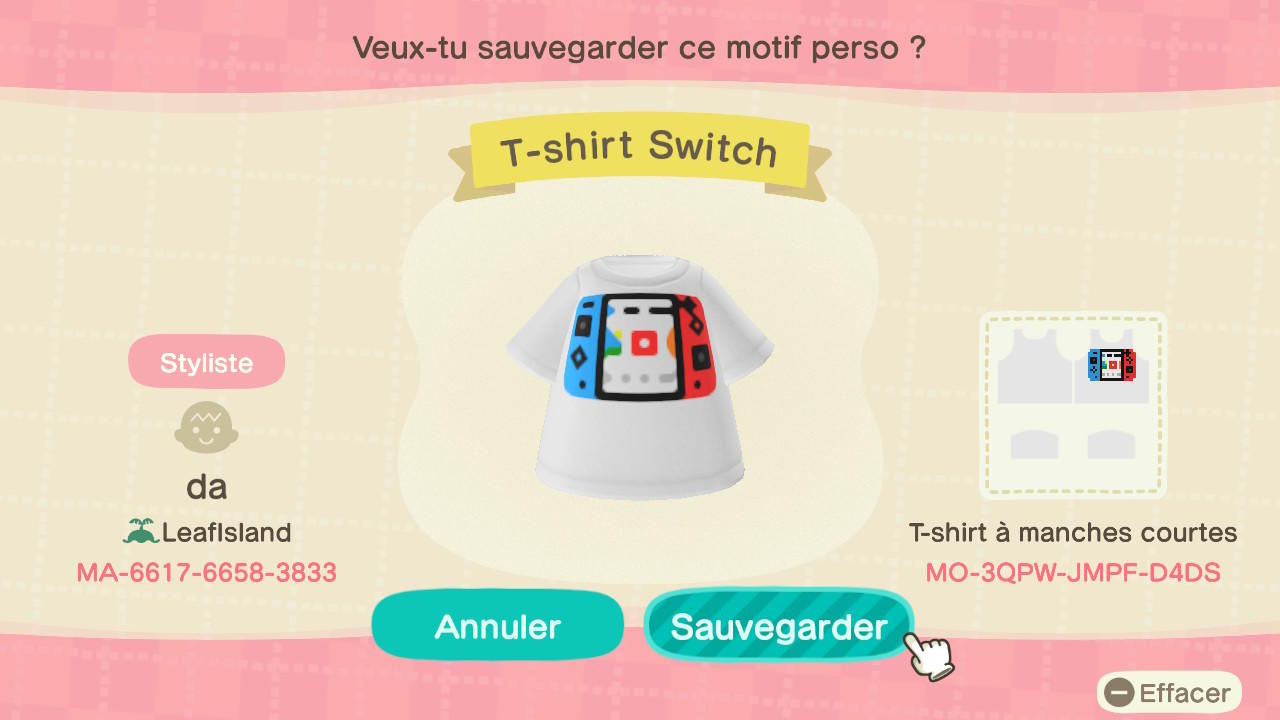 Veux-tu sauvegarder ce motif perso ?
T-shirt Switch
Styliste
da
LeafIsland
MA-6617-6658-3833
T-shirt à manches courtes
MO-3QPW-JMPF-D4DS
Annuler
Sauvegarder
Effacer